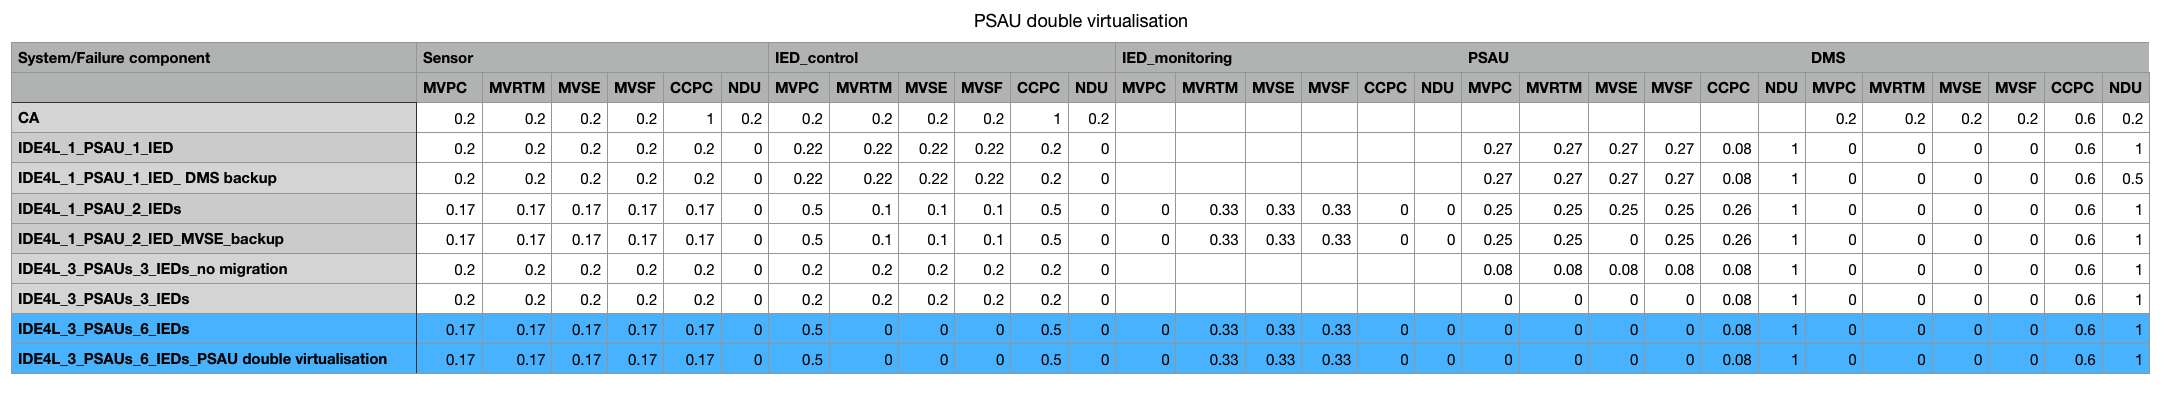 PSAU double virtualisation
System/Failure component Sensor IED_control IED_monitoring PSAU DMS
MVPC MVRTM MVSE MVSF CCPC NDU MVPC MVRTM MVSE MVSF CCPC NDU MVPC MVRTM MVSE MVSF CCPC NDU MVPC MVRTM MVSE MVSF CCPC NDU MVPC MVRTM MVSE MVSF CCPC NDU
CA 0.2 0.2 0.2 0.2 1 0.2 0.2 0.2 0.2 0.2 1 0.2 0.2 0.2 0.2 0.2 0.6 0.2
IDE4L_1_PSAU_1_IED 0.2 0.2 0.2 0.2 0.2 0 0.22 0.22 0.22 0.22 0.2 0 0.27 0.27 0.27 0.27 0.08 1 0 0 0 0 0.6 1
IDE4L_1_PSAU_1_IED_ DMS backup 0.2 0.2 0.2 0.2 0.2 0 0.22 0.22 0.22 0.22 0.2 0 0.27 0.27 0.27 0.27 0.08 1 0 0 0 0 0.6 0.5
IDE4L_1_PSAU_2_IEDs 0.17 0.17 0.17 0.17 0.17 0 0.5 0.1 0.1 0.1 0.5 0 0 0.33 0.33 0.33 0 0 0.25 0.25 0.25 0.25 0.26 1 0 0 0 0 0.6 1
IDE4L_1_PSAU_2_IED_MVSE_backup 0.17 0.17 0.17 0.17 0.17 0 0.5 0.1 0.1 0.1 0.5 0 0 0.33 0.33 0.33 0 0 0.25 0.25 0 0.25 0.26 1 0 0 0 0 0.6 1
IDE4L_3_PSAUs_3_IEDs_no migration 0.2 0.2 0.2 0.2 0.2 0 0.2 0.2 0.2 0.2 0.2 0 0.08 0.08 0.08 0.08 0.08 1 0 0 0 0 0.6 1
IDE4L_3_PSAUs_3_IEDs 0.2 0.2 0.2 0.2 0.2 0 0.2 0.2 0.2 0.2 0.2 0 0 0 0 0 0.08 1 0 0 0 0 0.6 1
IDE4L_3_PSAUs_6_IEDs 0.17 0.17 0.17 0.17 0.17 0 0.5 0 0 0 0.5 0 0 0.33 0.33 0.33 0 0 0 0 0 0 0.08 1 0 0 0 0 0.6 1
IDE4L_3_PSAUs_6_IEDs_PSAU double virtualisation 0.17 0.17 0.17 0.17 0.17 0 0.5 0 0 0 0.5 0 0 0.33 0.33 0.33 0 0 0 0 0 0 0.08 1 0 0 0 0 0.6 1